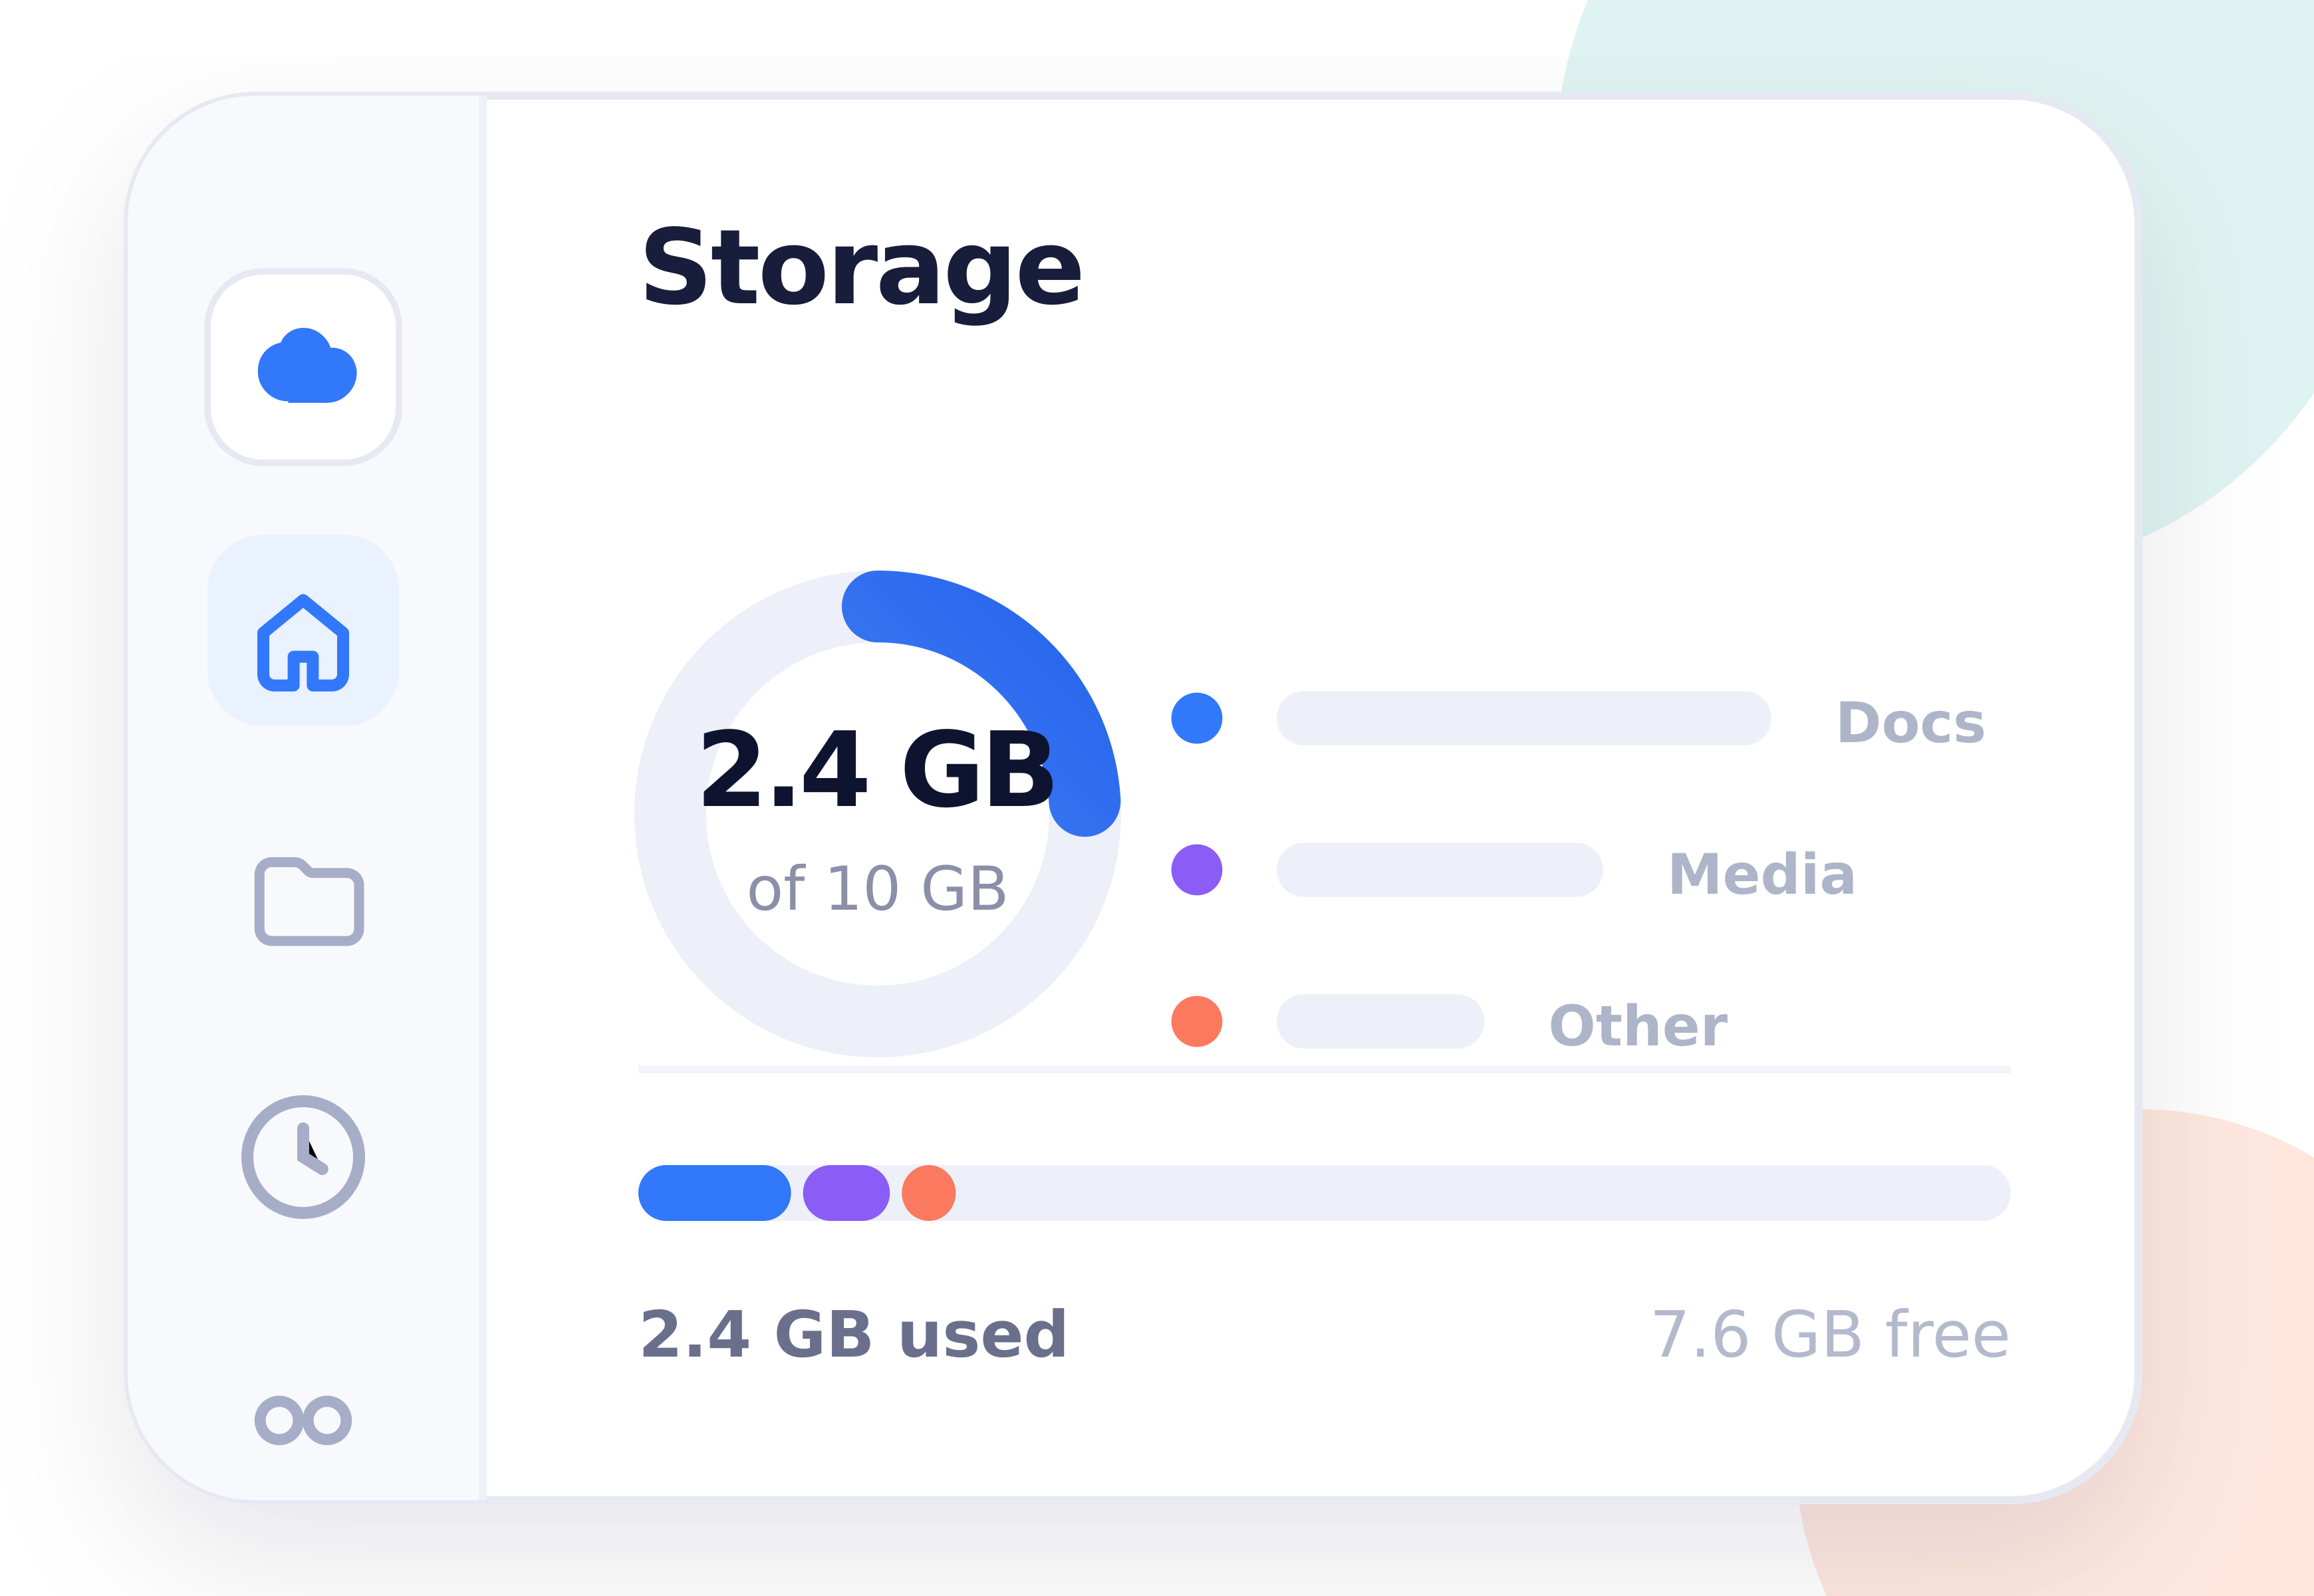 Storage
2.4 GB
of 10 GB
Docs
Media
Other
2.4 GB used
7.6 GB free